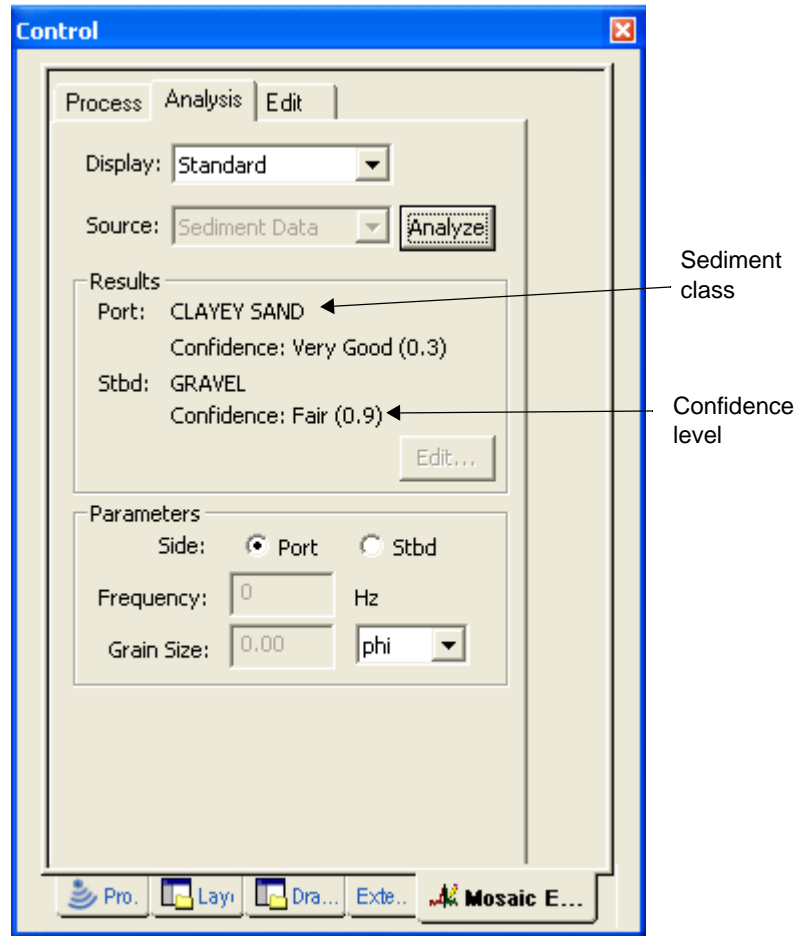 Control
Process Analysis Edit
Display: Standard
Source: Sediment Data Analyze
Results
Port: CLAYEY SAND
Confidence: Very Good (0.3)
Stbd: GRAVEL
Confidence: Fair (0.9)
Edit...
Parameters
Side: Port Stbd
Frequency: 0 Hz
Grain Size: 0.00 phi
Pro. Layı Dra... Exte.. Mosaic E...
Sediment
class
Confidence
level